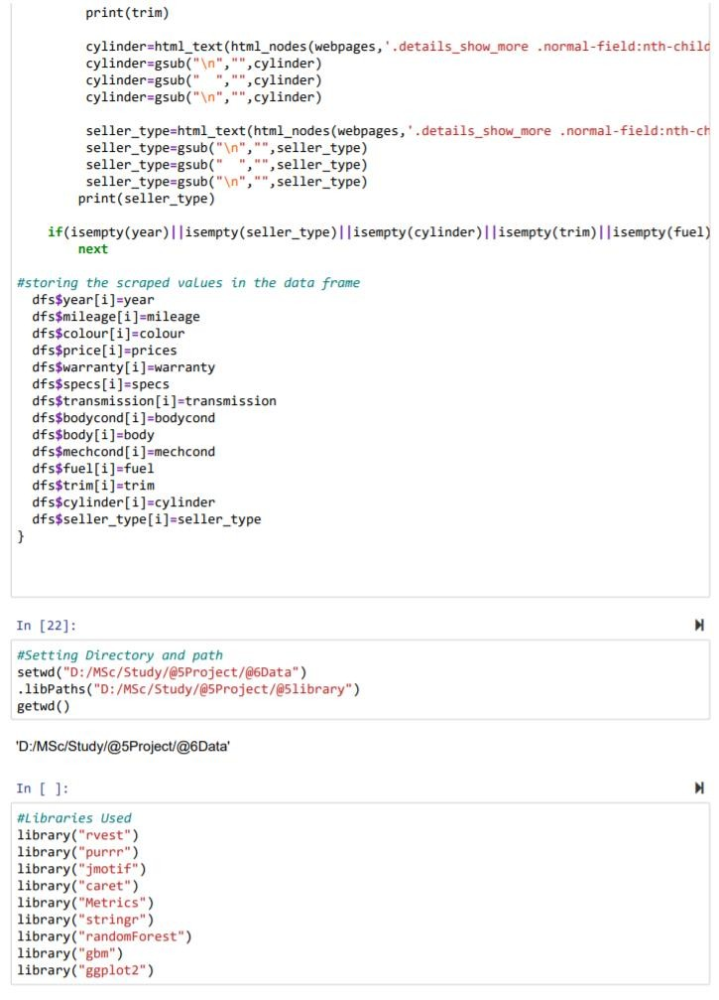 print(trim)
cylinder=html_text(html_nodes(webpages,'.details_show_more .normal-field:nth-child
cylinder=gsub("\n","",cylinder)
cylinder=gsub("  ","",cylinder)
cylinder=gsub("\n","",cylinder)
seller_type=html_text(html_nodes(webpages,'.details_show_more .normal-field:nth-ch
seller_type=gsub("\n","",seller_type)
seller_type=gsub("  ","",seller_type)
seller_type=gsub("\n","",seller_type)
print(seller_type)
if(isempty(year)||isempty(seller_type)||isempty(cylinder)||isempty(trim)||isempty(fuel)
next
#storing the scraped values in the data frame
dfs$year[i]=year
dfs$mileage[i]=mileage
dfs$colour[i]=colour
dfs$price[i]=prices
dfs$warranty[i]=warranty
dfs$specs[i]=specs
dfs$transmission[i]=transmission
dfs$bodycond[i]=bodycond
dfs$body[i]=body
dfs$mechcond[i]=mechcond
dfs$fuel[i]=fuel
dfs$trim[i]=trim
dfs$cylinder[i]=cylinder
dfs$seller_type[i]=seller_type
}
In [22]:
#Setting Directory and path
setwd("D:/MSc/Study/@5Project/@6Data")
.libPaths("D:/MSc/Study/@5Project/@5library")
getwd()
'D:/MSc/Study/@5Project/@6Data'
In [ ]:
#Libraries Used
library("rvest")
library("purrr")
library("jmotif")
library("caret")
library("Metrics")
library("stringr")
library("randomForest")
library("gbm")
library("ggplot2")